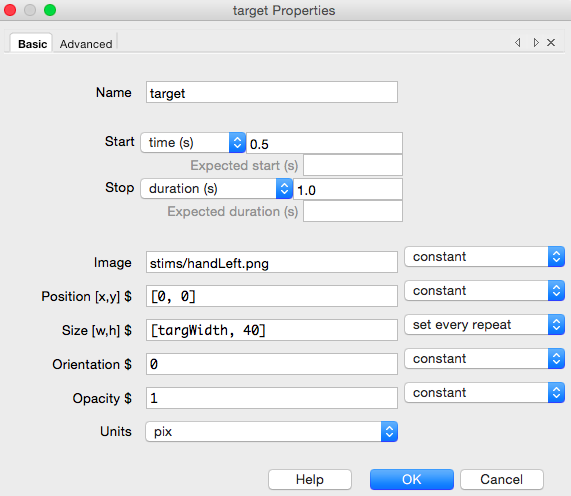 target Properties
Basic Advanced
Name target
Start time (s) 0.5
Expected start (s)
Stop duration (s) 1.0
Expected duration (s)
Image stims/handLeft.png constant
Position [x,y] $ [0, 0] constant
Size [w,h] $ [targWidth, 40] set every repeat
Orientation $ 0 constant
Opacity $ 1 constant
Units pix
Help OK Cancel